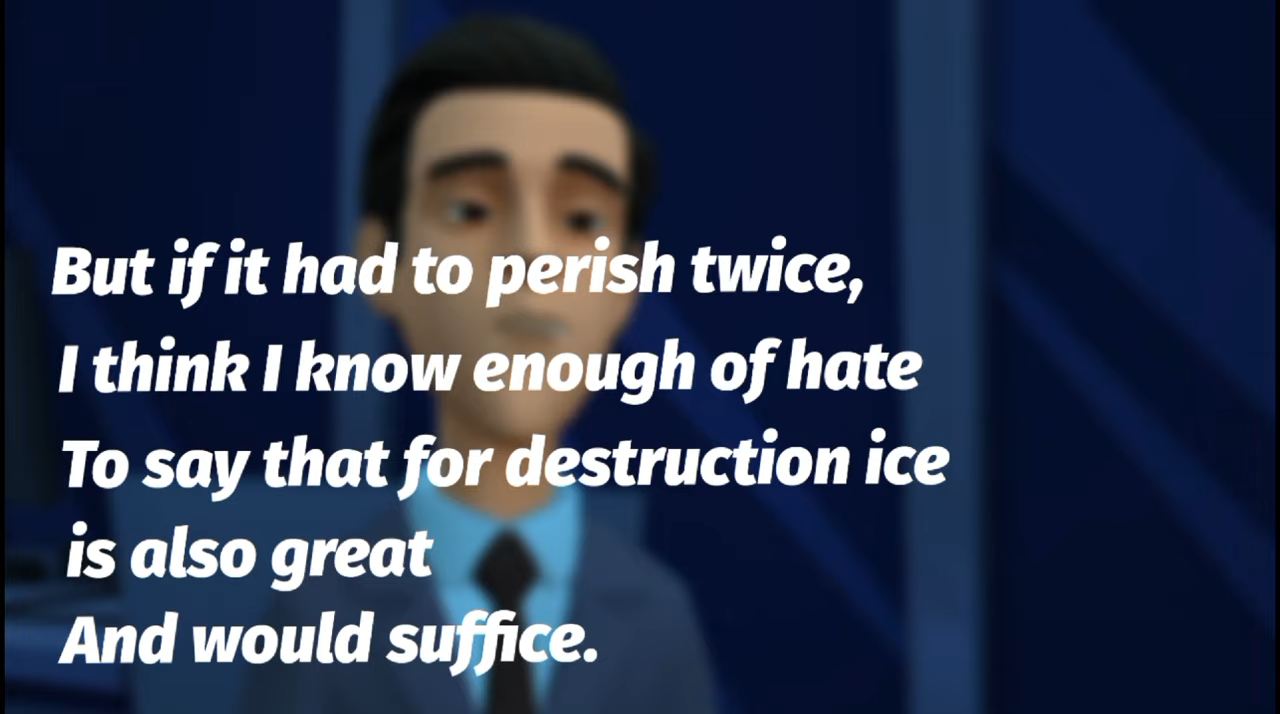 But if it had to perish twice,
I think I know enough of hate
To say that for destruction ice
is also great
And would suffice.